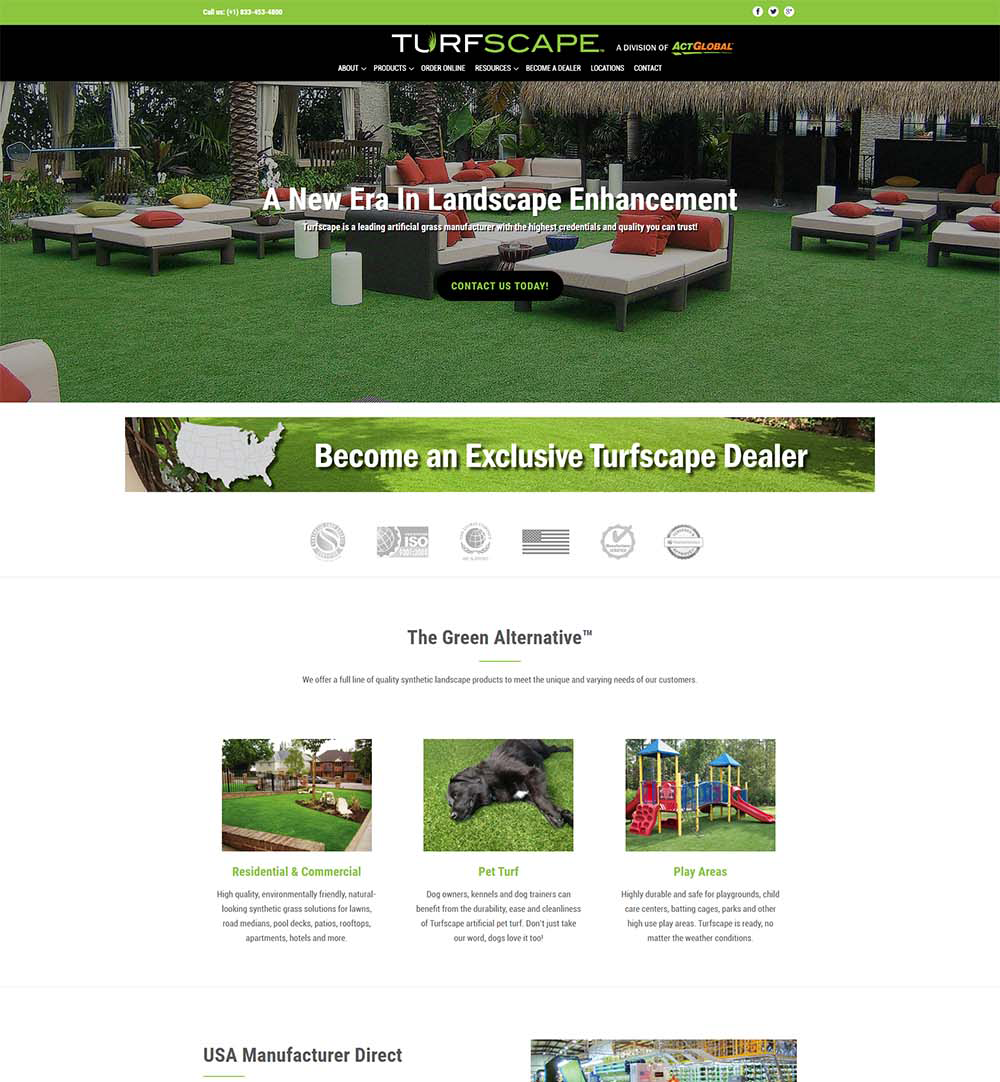 Call us: (+1) 833-453-4800
TURFSCAPE
A DIVISION OF ACTGLOBAL
ABOUT PRODUCTS ORDER ONLINE RESOURCES BECOME A DEALER LOCATIONS CONTACT
A New Era In Landscape Enhancement
Turfscape is a leading artificial grass manufacturer with the highest credentials and quality you can trust!
CONTACT US TODAY!
Become an Exclusive Turfscape Dealer
ISO
The Green Alternative™
We offer a full line of quality synthetic landscape products to meet the unique and varying needs of our customers.
Residential & Commercial
High quality, environmentally friendly, natural-
looking synthetic grass solutions for lawns,
road medians, pool decks, patios, rooftops,
apartments, hotels and more.
Pet Turf
Dog owners, kennels and dog trainers can
benefit from the durability, ease and cleanliness
of Turfscape artificial pet turf. Don't just take
our word, dogs love it too!
Play Areas
Highly durable and safe for playgrounds, child
care centers, batting cages, parks and other
high use play areas. Turfscape is ready, no
matter the weather conditions.
USA Manufacturer Direct